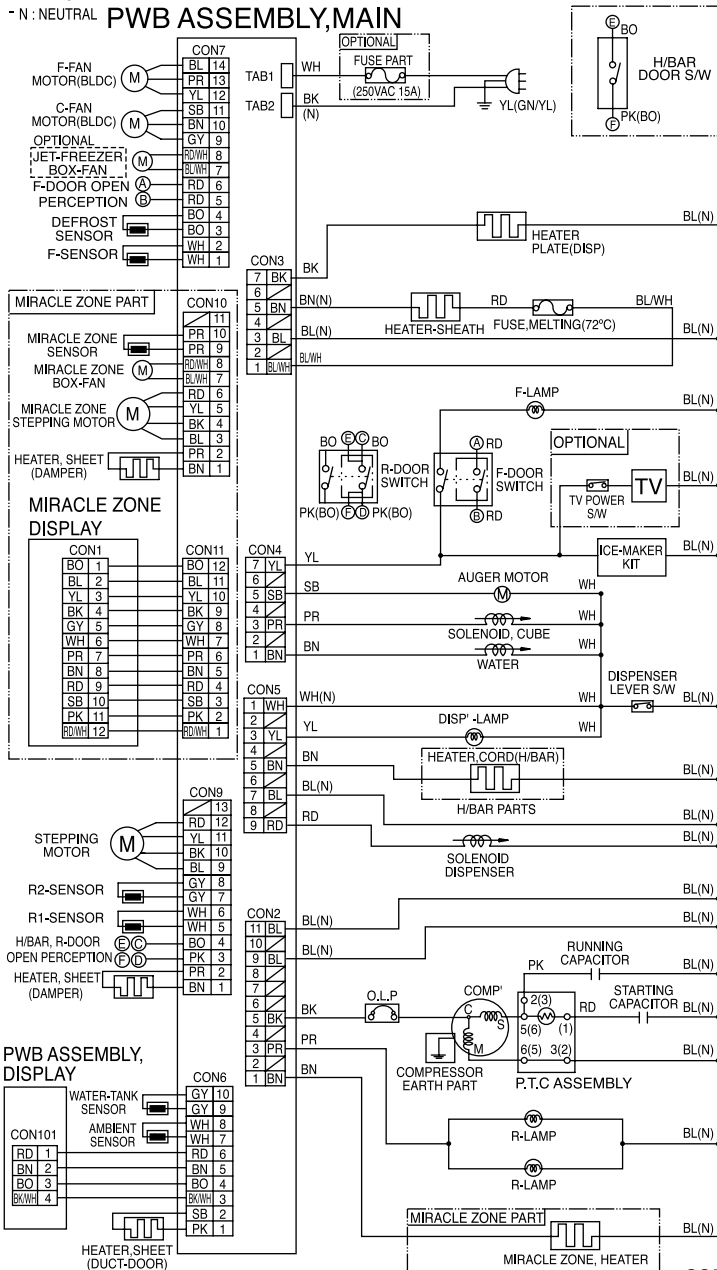 - N : NEUTRAL
PWB ASSEMBLY,MAIN
CON7
BL 14
PR 13
YL 12
SB 11
BN 10
GY 9
RD/WH 8
BL/WH 7
RD 6
RD 5
BO 4
BO 3
WH 2
WH 1
F-FAN
MOTOR(BLDC)
M
C-FAN
MOTOR(BLDC)
M
OPTIONAL
JET-FREEZER
BOX-FAN
M
F-DOOR OPEN
PERCEPTION
A
B
DEFROST
SENSOR
F-SENSOR
TAB1
TAB2
WH
BK
(N)
OPTIONAL
FUSE PART
(250VAC 15A)
YL(GN/YL)
E
BO
H/BAR
DOOR S/W
F
PK(BO)
HEATER
PLATE(DISP)
BL(N)
CON3
7 BK
6
5 BN
4
3 BL
2
1 BL/WH
BK
BN(N)
BL(N)
BL/WH
HEATER-SHEATH
RD
FUSE,MELTING(72ºC)
BL/WH
BL(N)
MIRACLE ZONE PART
CON10
11
PR 10
PR 9
RD/WH 8
BL/WH 7
RD 6
YL 5
BK 4
BL 3
PR 2
BN 1
MIRACLE ZONE
SENSOR
MIRACLE ZONE
BOX-FAN
M
MIRACLE ZONE
STEPPING MOTOR
M
HEATER, SHEET
(DAMPER)
F-LAMP
BL(N)
BO E C BO
R-DOOR
SWITCH
PK(BO) F D PK(BO)
A RD
F-DOOR
SWITCH
B RD
OPTIONAL
TV POWER
S/W
TV
BL(N)
ICE-MAKER
KIT
BL(N)
MIRACLE ZONE
DISPLAY
CON1
BO 1
BL 2
YL 3
BK 4
GY 5
WH 6
PR 7
BN 8
RD 9
SB 10
PK 11
RD/WH 12
CON11
BO 12
BL 11
YL 10
BK 9
GY 8
WH 7
PR 6
BN 5
RD 4
SB 3
PK 2
RD/WH 1
CON4
7 YL
6
5 SB
4
3 PR
2
1 BN
YL
SB
PR
BN
AUGER MOTOR
M
WH
SOLENOID, CUBE
WH
WATER
WH
DISPENSER
LEVER S/W
BL(N)
CON5
1 WH
2
3 YL
4
5 BN
6
7 BL
8
9 RD
WH(N)
WH
YL
DISP' -LAMP
WH
BN
HEATER,CORD(H/BAR)
H/BAR PARTS
BL(N)
BL(N)
BL(N)
RD
SOLENOID
DISPENSER
BL(N)
CON9
13
RD 12
YL 11
BK 10
BL 9
GY 8
GY 7
WH 6
WH 5
BO 4
PK 3
PR 2
BN 1
STEPPING
MOTOR
M
R2-SENSOR
R1-SENSOR
H/BAR, R-DOOR
OPEN PERCEPTION
E C
F D
HEATER, SHEET
(DAMPER)
CON2
11 BL
10
9 BL
8
7
6
5 BK
4
3 PR
2
1 BN
BL(N)
BL(N)
BL(N)
BL(N)
BK
O.L.P
COMP'
C
S
M
COMPRESSOR
EARTH PART
PK
2(3)
5(6)
(1)
6(5)
3(2)
P.T.C ASSEMBLY
RUNNING
CAPACITOR
BL(N)
RD
STARTING
CAPACITOR
BL(N)
BL(N)
PR
BN
R-LAMP
R-LAMP
BL(N)
MIRACLE ZONE PART
MIRACLE ZONE, HEATER
BL(N)
PWB ASSEMBLY,
DISPLAY
CON101
RD 1
BN 2
BO 3
BK/WH 4
CON6
GY 10
GY 9
WH 8
WH 7
RD 6
BN 5
BO 4
BK/WH 3
SB 2
PK 1
WATER-TANK
SENSOR
AMBIENT
SENSOR
HEATER,SHEET
(DUCT-DOOR)